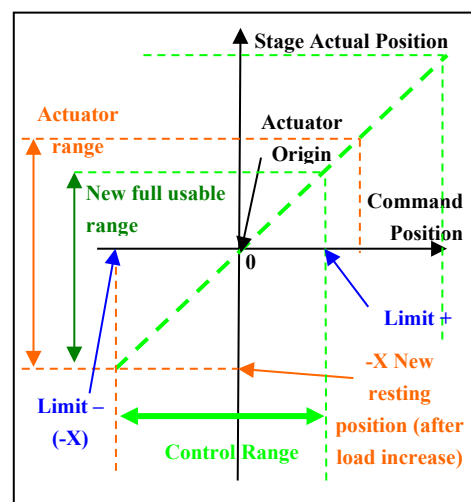 Stage Actual Position
Actuator
range
Actuator
Origin
New full usable
range
Command
Position
0
Limit +
-X New
resting
position (after
load increase)
Limit –
(-X)
Control Range